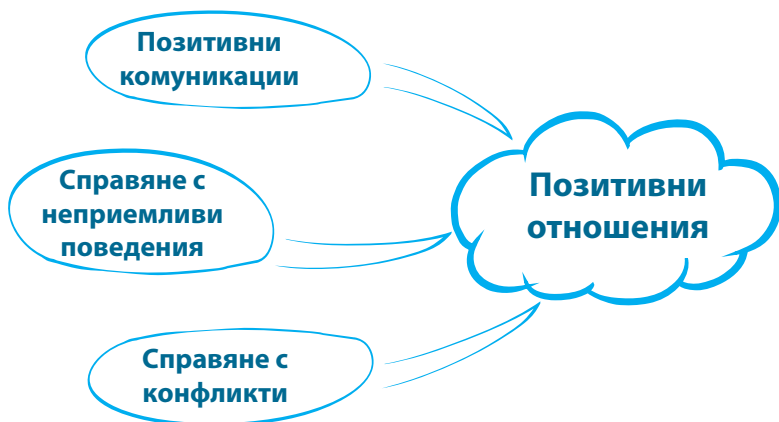 Позитивни
комуникации
Справяне с
неприемливи
поведения
Позитивни
отношения
Справяне с
конфликти